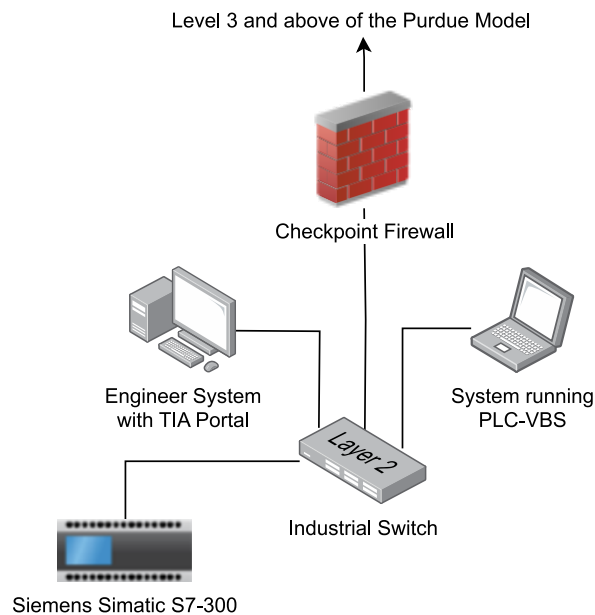 Level 3 and above of the Purdue Model
Checkpoint Firewall
Engineer System
with TIA Portal
System running
PLC-VBS
Layer 2
Industrial Switch
Siemens Simatic S7-300